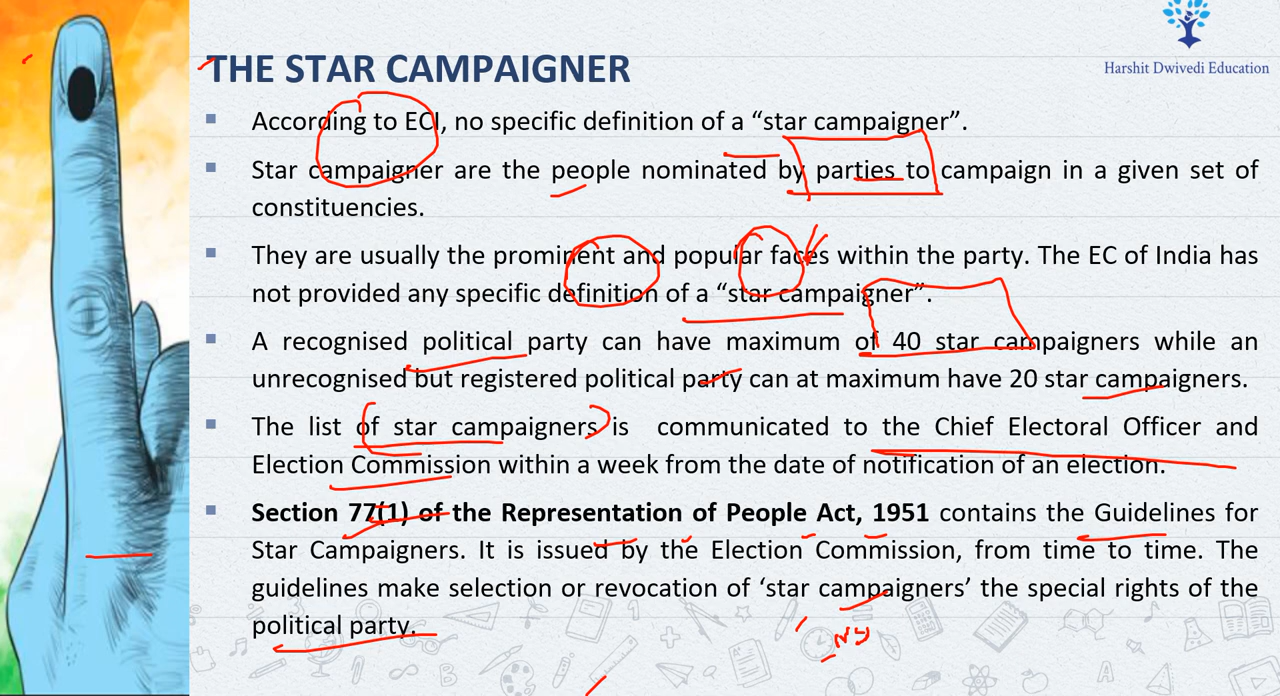 THE STAR CAMPAIGNER
Harshit Dwivedi Education
▪ According to ECI, no specific definition of a “star campaigner”.
▪ Star campaigner are the people nominated by parties to campaign in a given set of
constituencies.
▪ They are usually the prominent and popular faces within the party. The EC of India has
not provided any specific definition of a “star campaigner”.
▪ A recognised political party can have maximum of 40 star campaigners while an
unrecognised but registered political party can at maximum have 20 star campaigners.
▪ The list of star campaigners is communicated to the Chief Electoral Officer and
Election Commission within a week from the date of notification of an election.
▪ Section 77(1) of the Representation of People Act, 1951 contains the Guidelines for
Star Campaigners. It is issued by the Election Commission, from time to time. The
guidelines make selection or revocation of ‘star campaigners’ the special rights of the
political party.